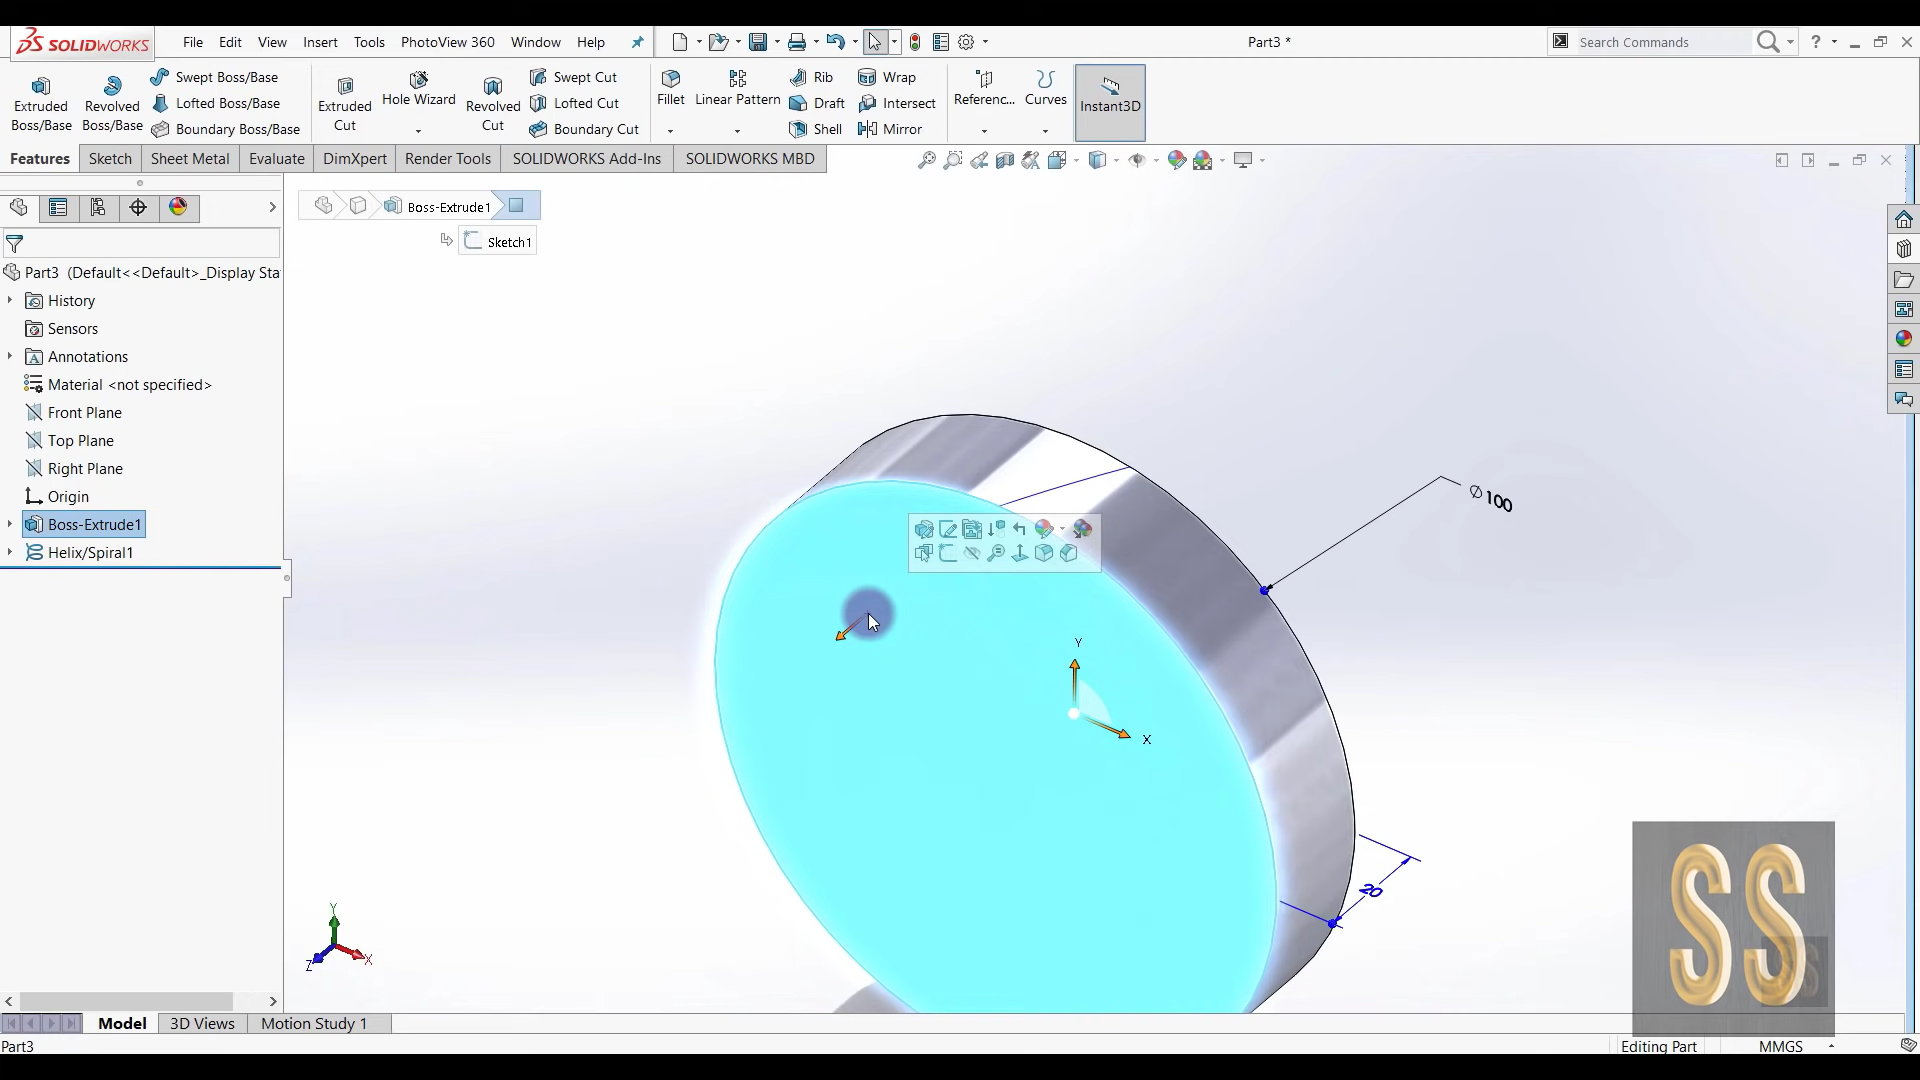 SOLIDWORKS File Edit View Insert Tools PhotoView 360 Window Help Part3 * Search Commands ?
Extruded Boss/Base
Revolved Boss/Base
Swept Boss/Base
Lofted Boss/Base
Boundary Boss/Base
Extruded Cut
Hole Wizard
Revolved Cut
Swept Cut
Lofted Cut
Boundary Cut
Fillet
Linear Pattern
Rib
Draft
Shell
Wrap
Intersect
Mirror
Referenc...
Curves
Instant3D
Features Sketch Sheet Metal Evaluate DimXpert Render Tools SOLIDWORKS Add-Ins SOLIDWORKS MBD
Boss-Extrude1
Sketch1
Part3 (Default<<Default>_Display Sta
History
Sensors
Annotations
Material <not specified>
Front Plane
Top Plane
Right Plane
Origin
Boss-Extrude1
Helix/Spiral1
∅100
Y
X
20
Y
X
Z
SS
Model 3D Views Motion Study 1
Part3 Editing Part MMGS